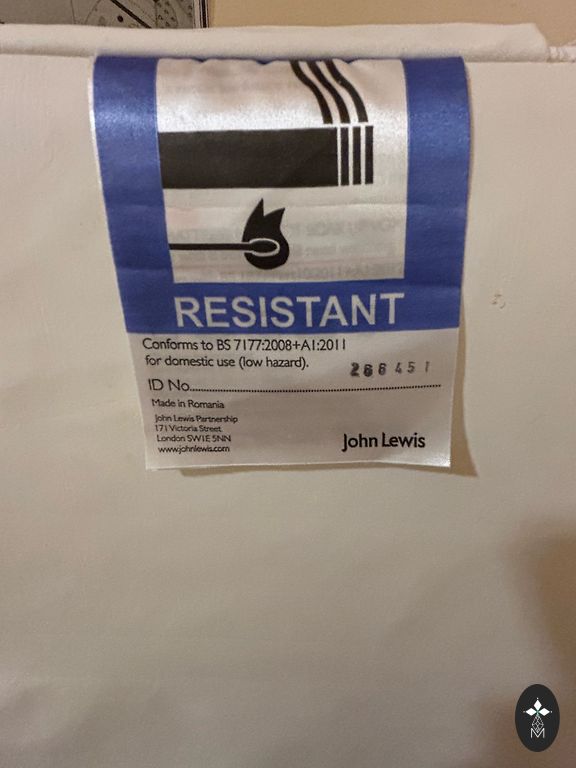 RESISTANT
Conforms to BS 7177:2008+A1:2011
for domestic use (low hazard).
266451
ID No..........................................................
Made in Romania
John Lewis Partnership
171 Victoria Street
London SW1E 5NN
www.johnlewis.com
John Lewis
M